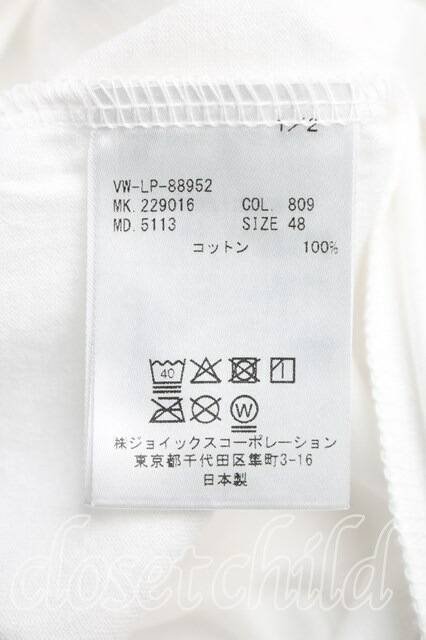 1/2
VW-LP-88952
MK. 229016 COL. 809
MD. 5113 SIZE 48
コットン 100%
40
W
㈱ジョイックスコーポレーション
東京都千代田区隼町3-16
日本製
closetchild